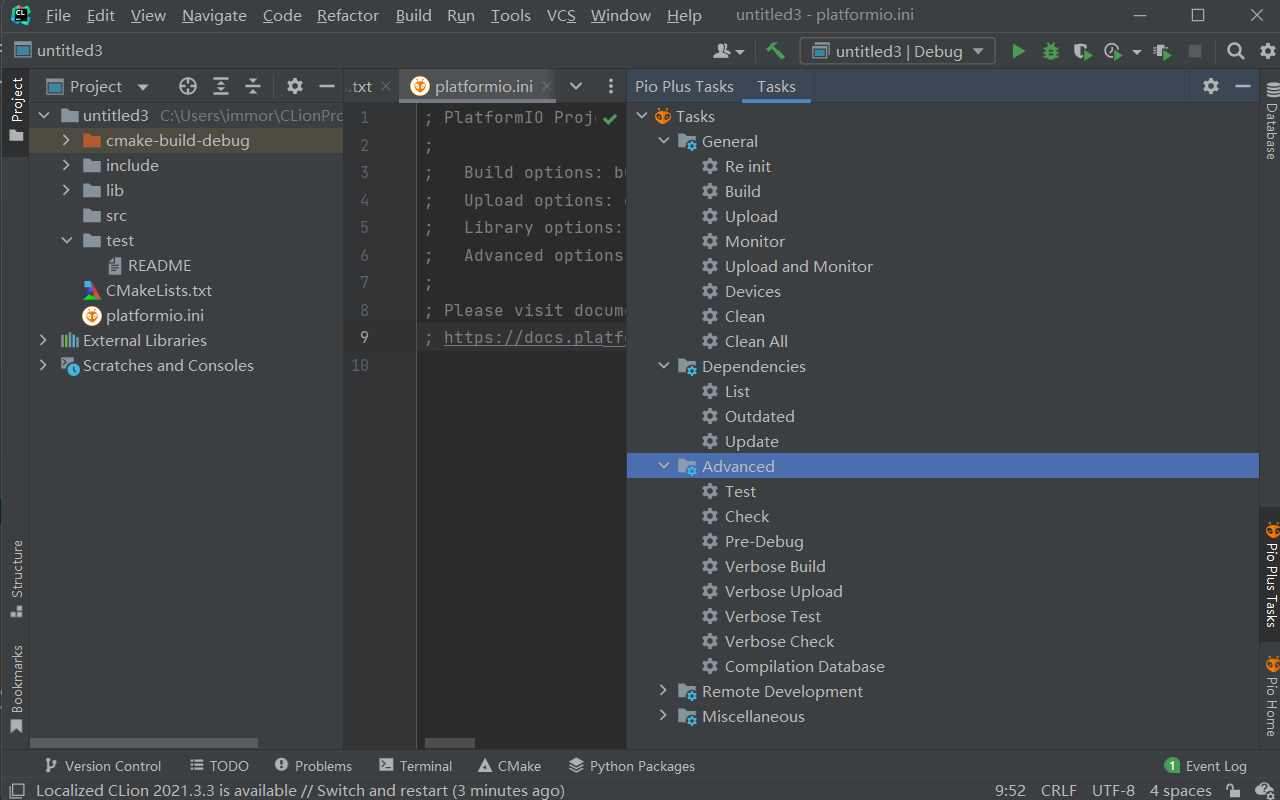 File Edit View Navigate Code Refactor Build Run Tools VCS Window Help untitled3 - platformio.ini
untitled3
untitled3 | Debug
Project
Project
.txt
platformio.ini
Pio Plus Tasks
Tasks
untitled3 C:\Users\immor\CLionPrc
cmake-build-debug
include
lib
src
test
README
CMakeLists.txt
platformio.ini
External Libraries
Scratches and Consoles
Structure
Bookmarks
1 ; PlatformIO Proj
2 ;
3 ;   Build options: b
4 ;   Upload options:
5 ;   Library options:
6 ;   Advanced options
7 ;
8 ; Please visit docum
9 ; https://docs.platf
10
Tasks
General
Re init
Build
Upload
Monitor
Upload and Monitor
Devices
Clean
Clean All
Dependencies
List
Outdated
Update
Advanced
Test
Check
Pre-Debug
Verbose Build
Verbose Upload
Verbose Test
Verbose Check
Compilation Database
Remote Development
Miscellaneous
Database
Pio Plus Tasks
Pio Home
Version Control TODO Problems Terminal CMake Python Packages 1 Event Log
Localized CLion 2021.3.3 is available // Switch and restart (3 minutes ago) 9:52 CRLF UTF-8 4 spaces